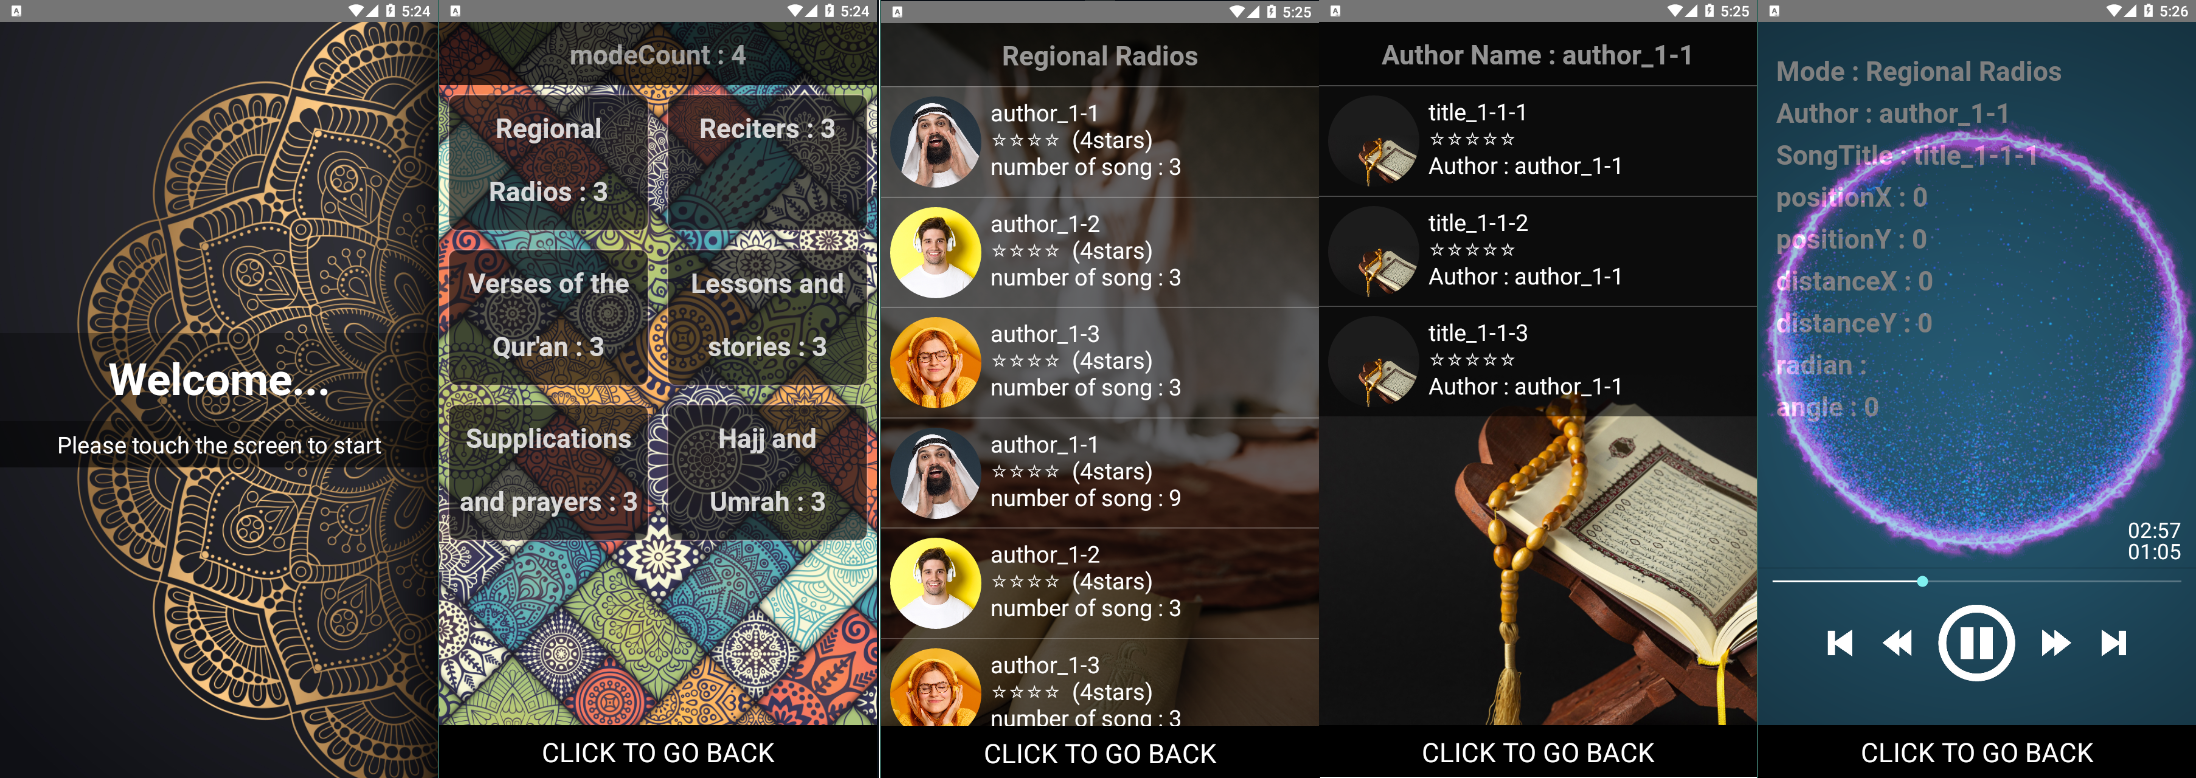 5:24
Welcome...
Please touch the screen to start
5:24
modeCount : 4
Regional
Radios : 3
Reciters : 3
Verses of the
Qur'an : 3
Lessons and
stories : 3
Supplications
and prayers : 3
Hajj and
Umrah : 3
CLICK TO GO BACK
5:25
Regional Radios
author_1-1
☆☆☆☆ (4stars)
number of song : 3
author_1-2
☆☆☆☆ (4stars)
number of song : 3
author_1-3
☆☆☆☆ (4stars)
number of song : 3
author_1-1
☆☆☆☆ (4stars)
number of song : 9
author_1-2
☆☆☆☆ (4stars)
number of song : 3
author_1-3
☆☆☆☆ (4stars)
number of song : 3
CLICK TO GO BACK
5:25
Author Name : author_1-1
title_1-1-1
☆☆☆☆☆
Author : author_1-1
title_1-1-2
☆☆☆☆☆
Author : author_1-1
title_1-1-3
☆☆☆☆☆
Author : author_1-1
CLICK TO GO BACK
5:26
Mode : Regional Radios
Author : author_1-1
SongTitle : title_1-1-1
positionX : 0
positionY : 0
distanceX : 0
distanceY : 0
radian :
angle : 0
02:57
01:05
CLICK TO GO BACK